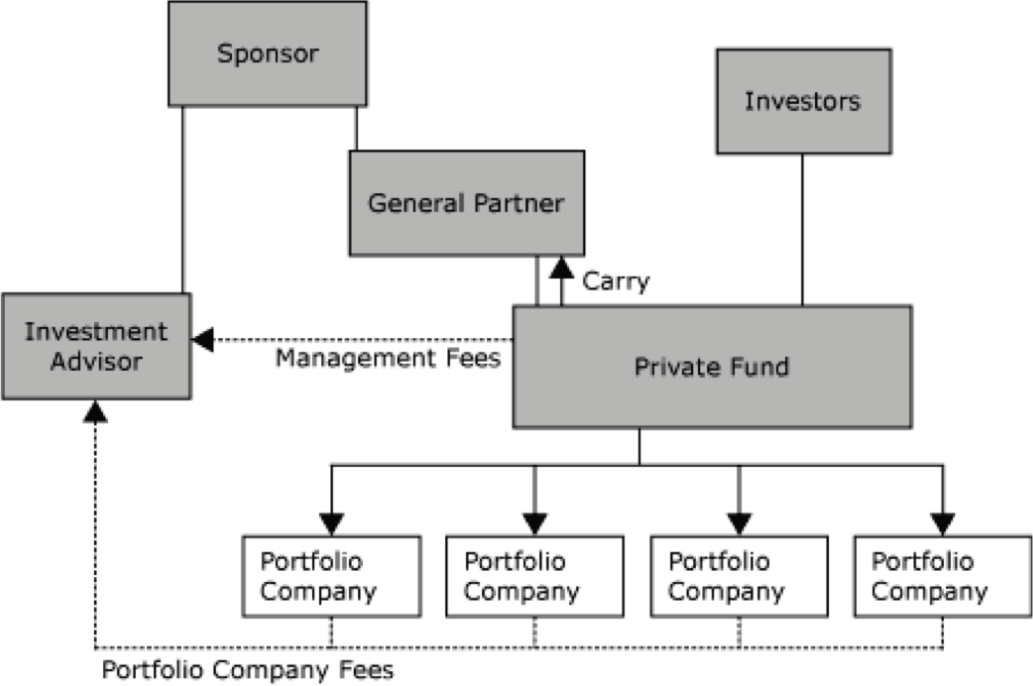 Sponsor
Investors
General Partner
Carry
Investment
Advisor
Management Fees
Private Fund
Portfolio
Company
Portfolio
Company
Portfolio
Company
Portfolio
Company
Portfolio Company Fees